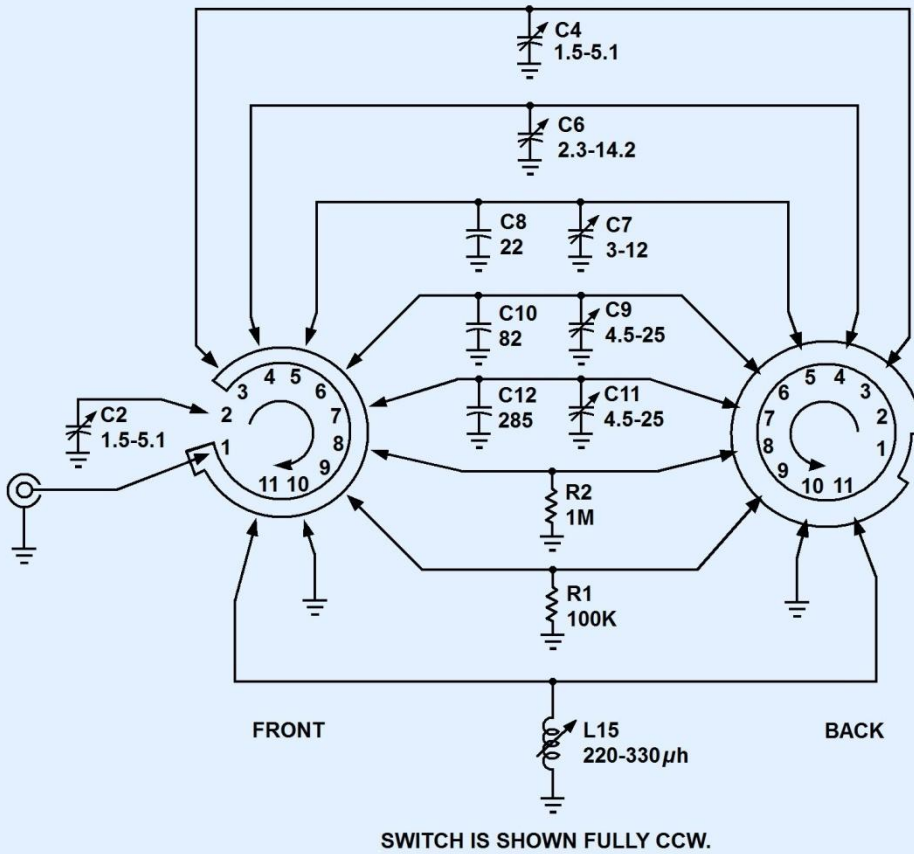 C4
1.5-5.1
C6
2.3-14.2
C8
22
C7
3-12
C10
82
C9
4.5-25
C12
285
C11
4.5-25
C2
1.5-5.1
1
2
3
4
5
6
7
8
9
10
11
1
2
3
4
5
6
7
8
9
10
11
R2
1M
R1
100K
FRONT
BACK
L15
220-330µh
SWITCH IS SHOWN FULLY CCW.